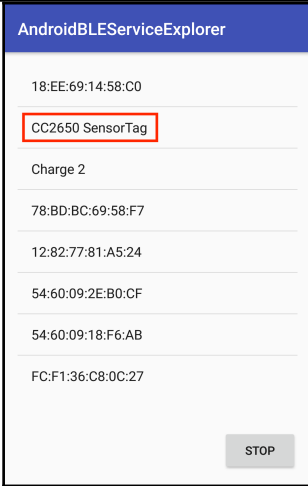 AndroidBLEServiceExplorer
18:EE:69:14:58:C0
CC2650 SensorTag
Charge 2
78:BD:BC:69:58:F7
12:82:77:81:A5:24
54:60:09:2E:B0:CF
54:60:09:18:F6:AB
FC:F1:36:C8:0C:27
STOP